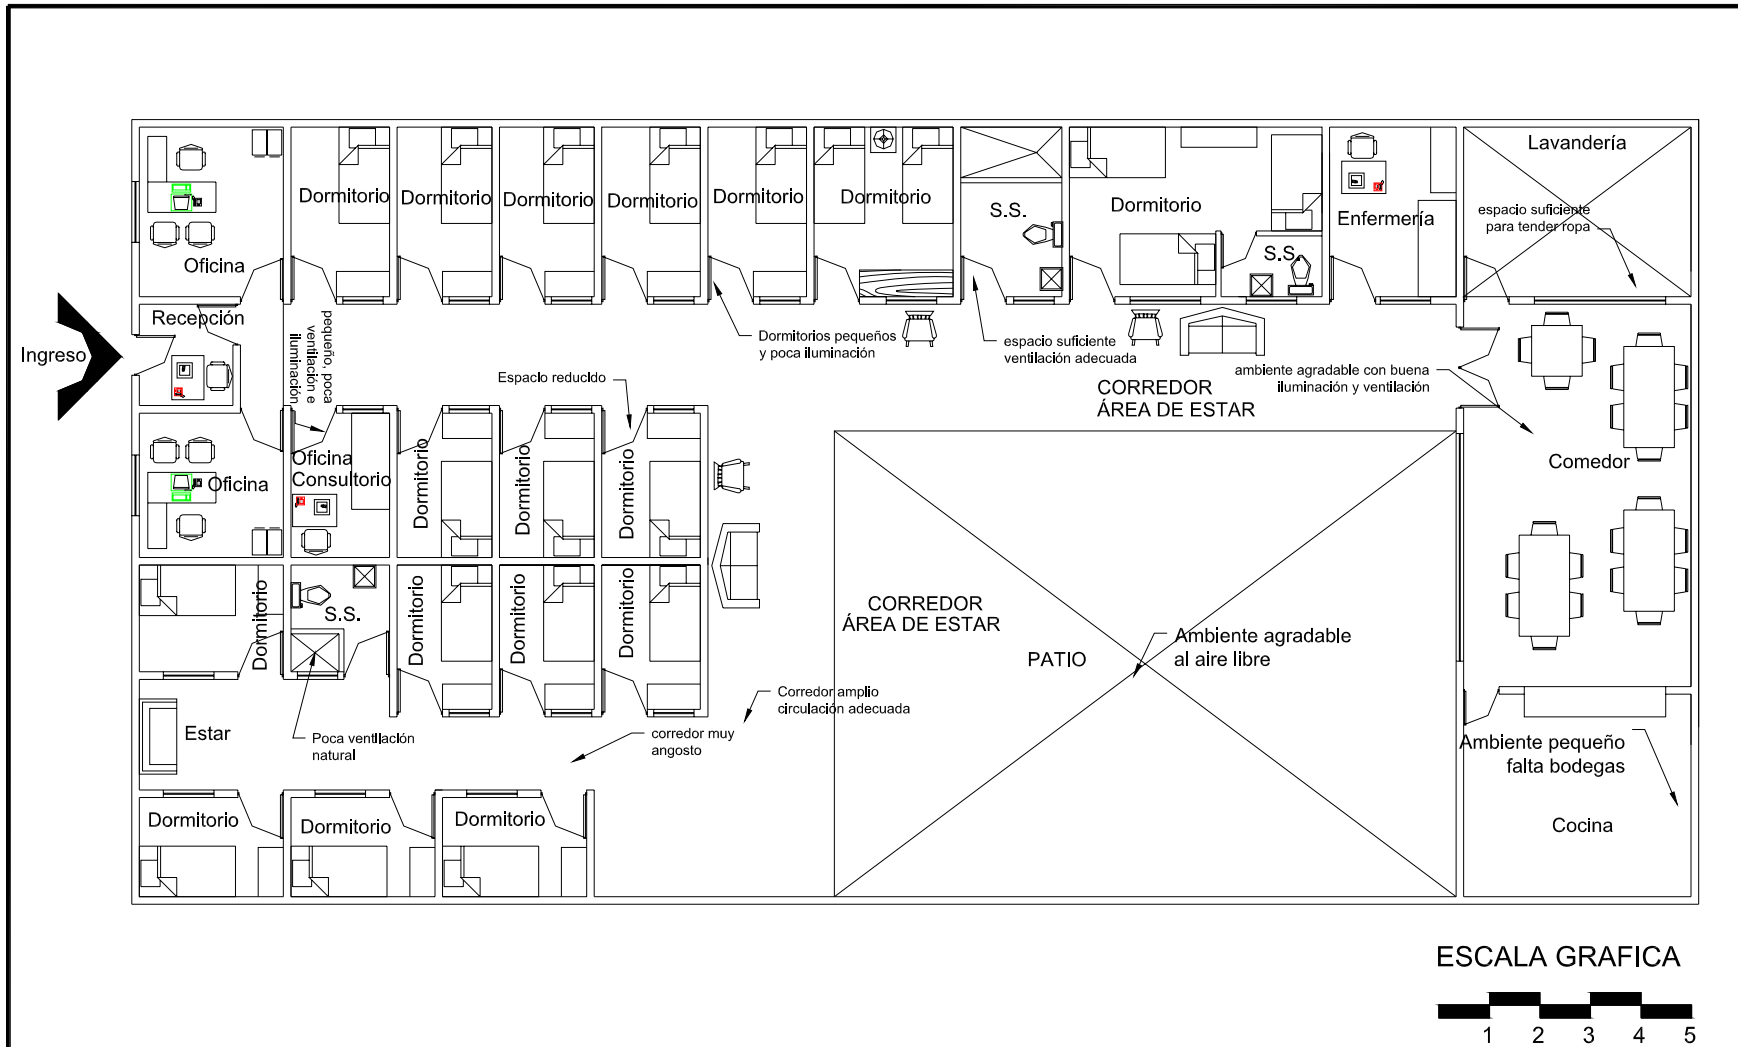 Lavandería
espacio suficiente
para tender ropa
Dormitorio
Dormitorio
Dormitorio
Dormitorio
Dormitorio
Dormitorio
S.S.
Dormitorio
S.S.
Enfermería
Oficina
Recepción
Ingreso
pequeño, poca
ventilación e
iluminación
Dormitorios pequeños
y poca iluminación
espacio suficiente
ventilación adecuada
ambiente agradable con buena
iluminación y ventilación
Espacio reducido
CORREDOR
ÁREA DE ESTAR
Oficina
Oficina
Consultorio
Dormitorio
Dormitorio
Dormitorio
Comedor
Dormitorio
S.S.
Dormitorio
Dormitorio
Dormitorio
CORREDOR
ÁREA DE ESTAR
PATIO
Ambiente agradable
al aire libre
Estar
Poca ventilación
natural
Corredor amplio
circulación adecuada
corredor muy
angosto
Ambiente pequeño
falta bodegas
Dormitorio
Dormitorio
Dormitorio
Cocina
ESCALA GRAFICA
1 2 3 4 5